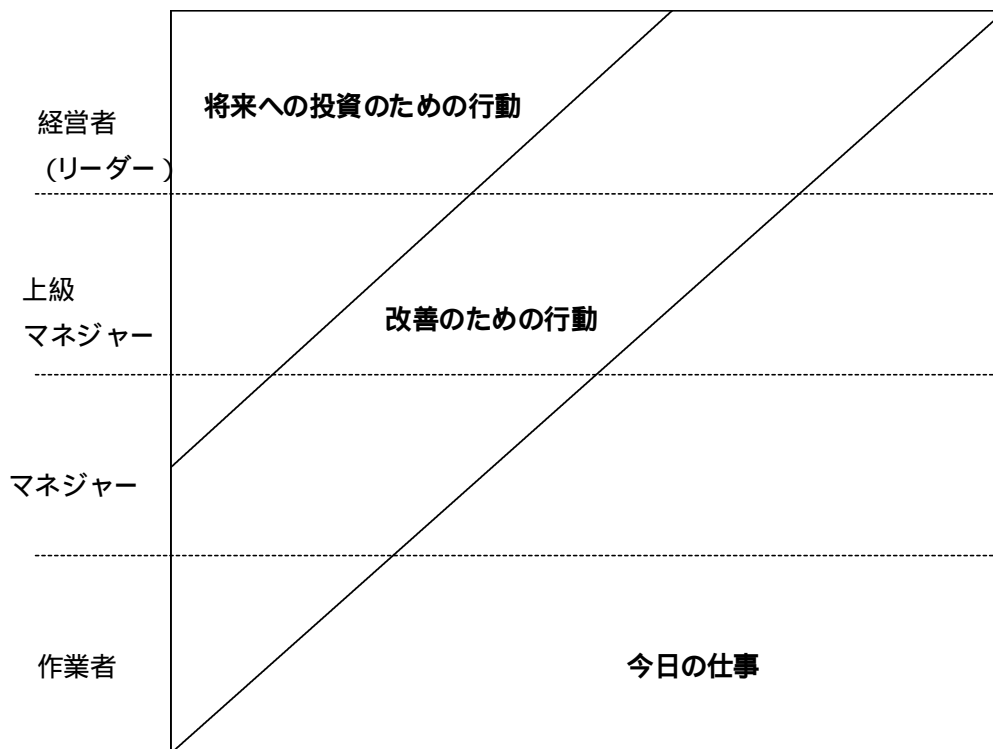 将来への投資のための行動
経営者
(リーダー)
上級
マネジャー
改善のための行動
マネジャー
作業者
今日の仕事